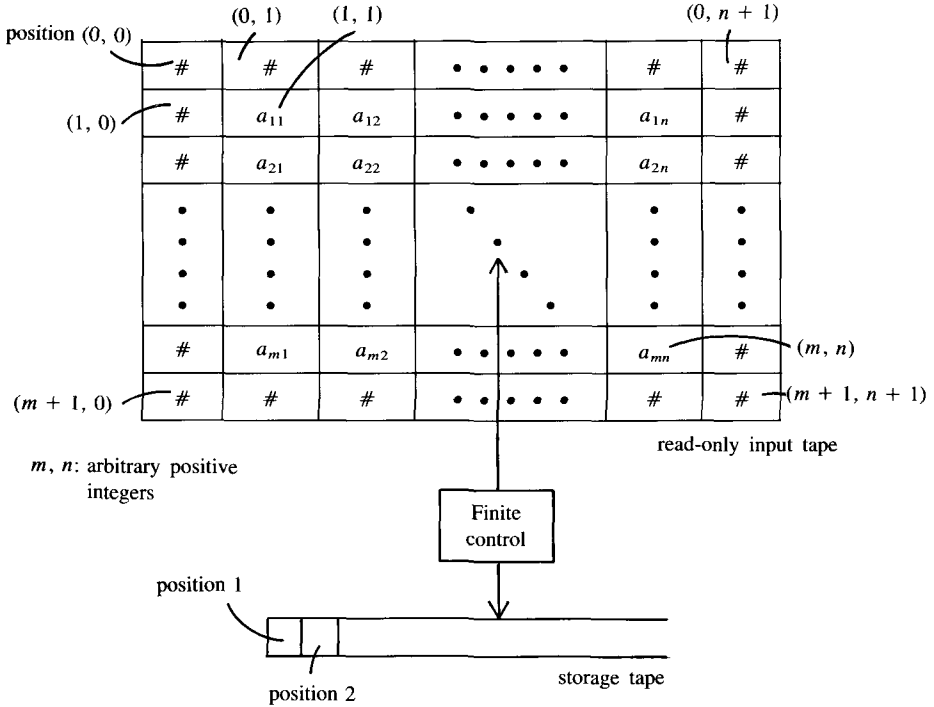 (0, 1) (1, 1) (0, n + 1)
position (0, 0)
# # # • • • • • # #
(1, 0) # a11 a12 • • • • • a1n #
# a21 a22 • • • • • a2n #
# am1 am2 • • • • • amn # (m, n)
(m + 1, 0) # # # • • • • • # # (m + 1, n + 1)
read-only input tape
m, n: arbitrary positive
integers
Finite
control
position 1
position 2
storage tape